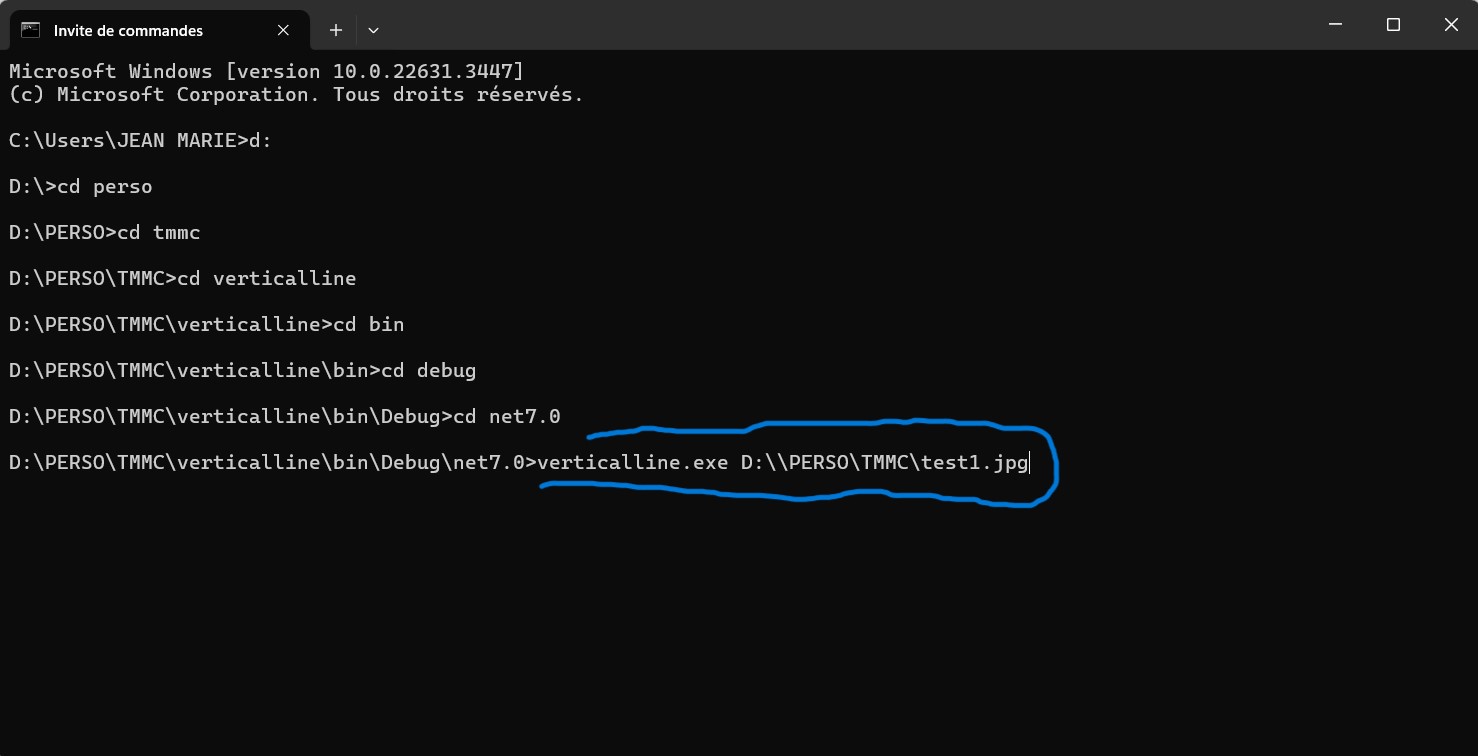 Invite de commandes
Microsoft Windows [version 10.0.22631.3447]
(c) Microsoft Corporation. Tous droits réservés.
C:\Users\JEAN MARIE>d:
D:\>cd perso
D:\PERSO>cd tmmc
D:\PERSO\TMMC>cd verticalline
D:\PERSO\TMMC\verticalline>cd bin
D:\PERSO\TMMC\verticalline\bin>cd debug
D:\PERSO\TMMC\verticalline\bin\Debug>cd net7.0
D:\PERSO\TMMC\verticalline\bin\Debug\net7.0>verticalline.exe D:\\PERSO\TMMC\test1.jpg